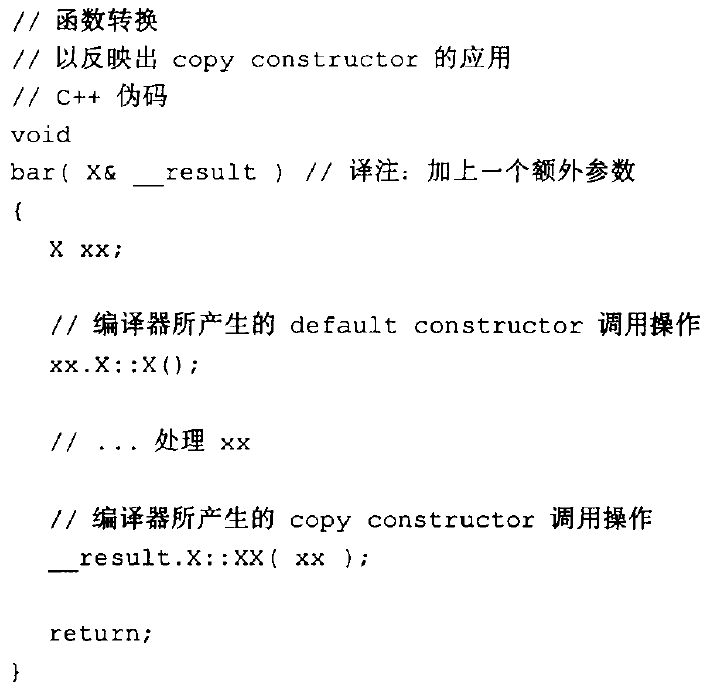 // 函数转换
// 以反映出 copy constructor 的应用
// C++ 伪码
void
bar( X& __result ) // 译注：加上一个额外参数
{
X xx;
// 编译器所产生的 default constructor 调用操作
xx.X::X();
// ... 处理 xx
// 编译器所产生的 copy constructor 调用操作
__result.X::XX( xx );
return;
}